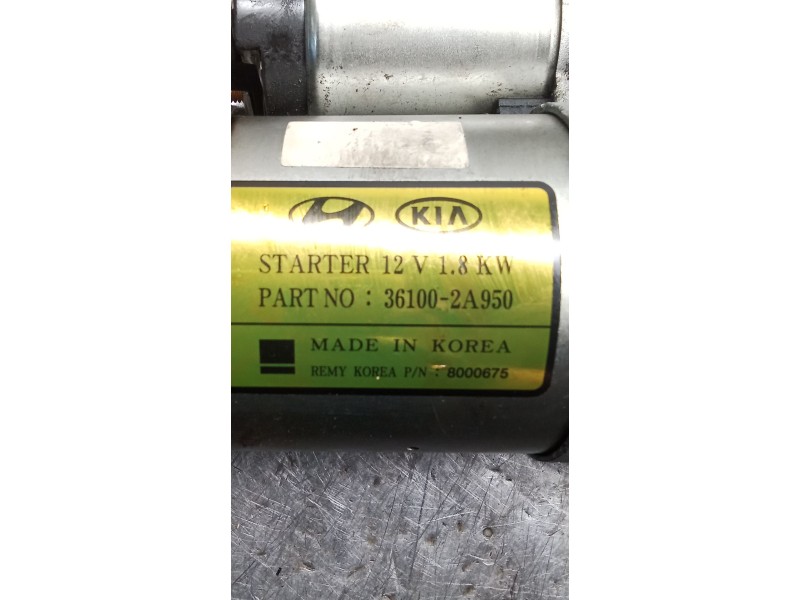 KIA
STARTER 12 V 1.8 KW
PART NO : 36100-2A950
MADE IN KOREA
REMY KOREA P/N : 8000675